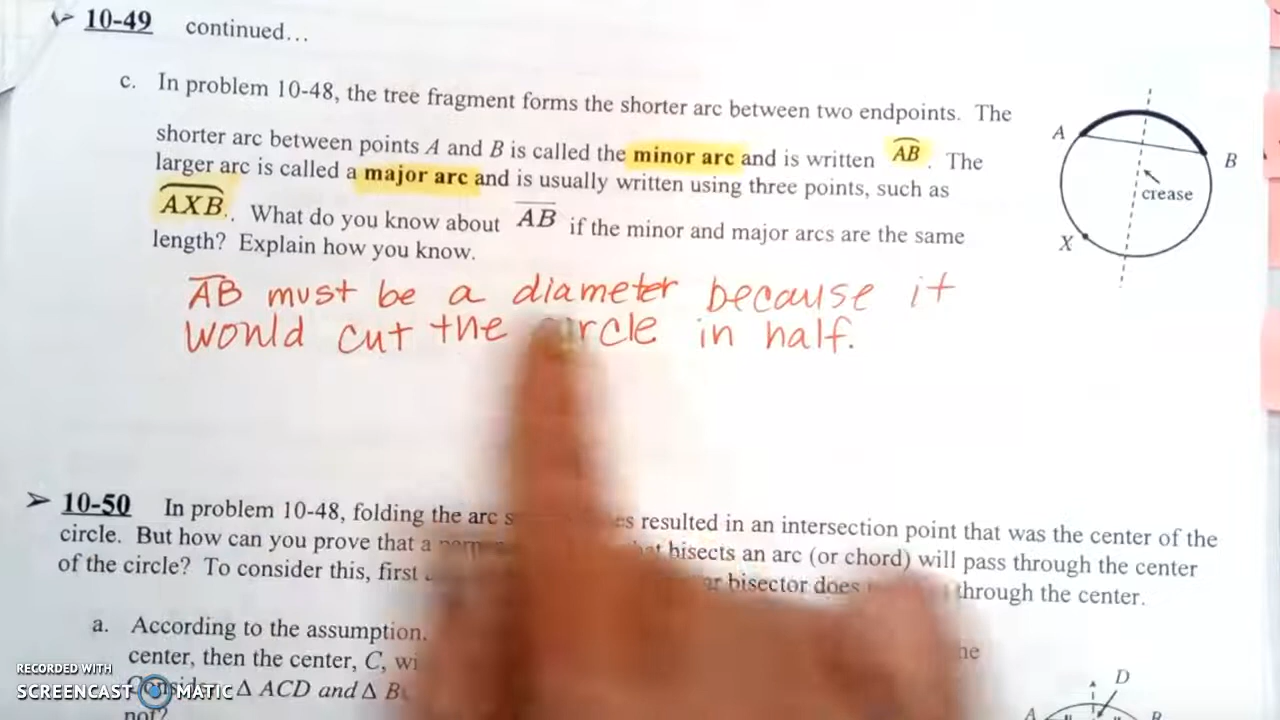 ➢ 10-49 continued...
c. In problem 10-48, the tree fragment forms the shorter arc between two endpoints. The
shorter arc between points A and B is called the minor arc and is written AB. The
larger arc is called a major arc and is usually written using three points, such as
AXB. What do you know about AB if the minor and major arcs are the same
length? Explain how you know.
A
B
crease
X
AB must be a diameter because it
would cut the circle in half.
➢ 10-50 In problem 10-48, folding the arc resulted in an intersection point that was the center of the
circle. But how can you prove that a bisects an arc (or chord) will pass through the center
of the circle? To consider this, first bisector does through the center.
a. According to the assumption,
center, then the center, C,
Δ ACD and Δ
not?
D
A
B
RECORDED WITH
SCREENCAST MATIC